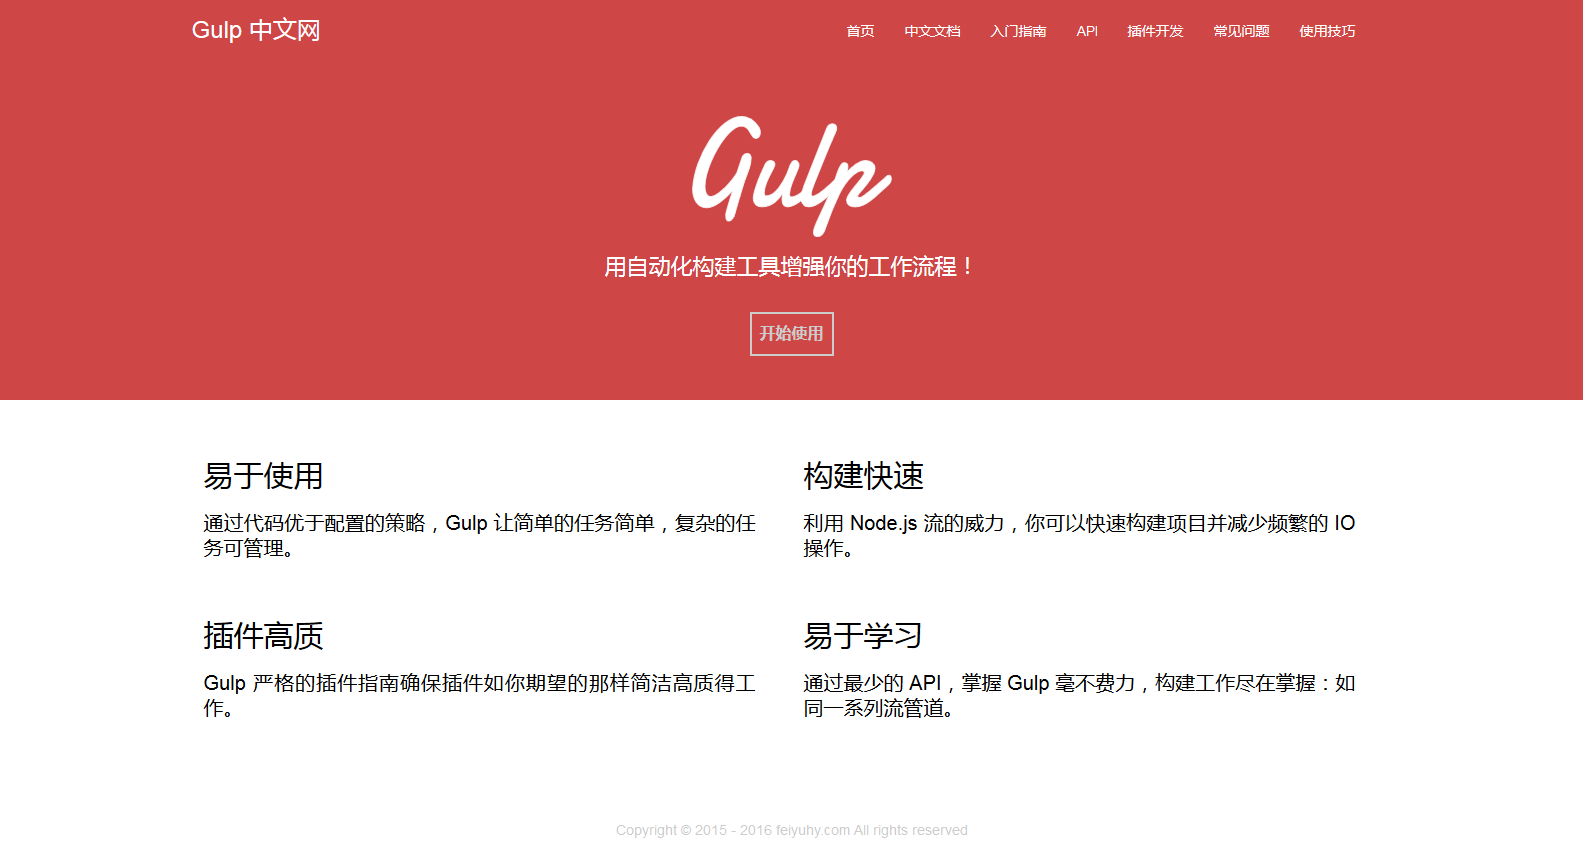 Gulp 中文网
首页 中文文档 入门指南 API 插件开发 常见问题 使用技巧
Gulp
用自动化构建工具增强你的工作流程！
开始使用
易于使用
通过代码优于配置的策略，Gulp 让简单的任务简单，复杂的任
务可管理。
构建快速
利用 Node.js 流的威力，你可以快速构建项目并减少频繁的 IO
操作。
插件高质
Gulp 严格的插件指南确保插件如你期望的那样简洁高质得工
作。
易于学习
通过最少的 API，掌握 Gulp 毫不费力，构建工作尽在掌握：如
同一系列流管道。
Copyright © 2015 - 2016 feiyuhy.com All rights reserved